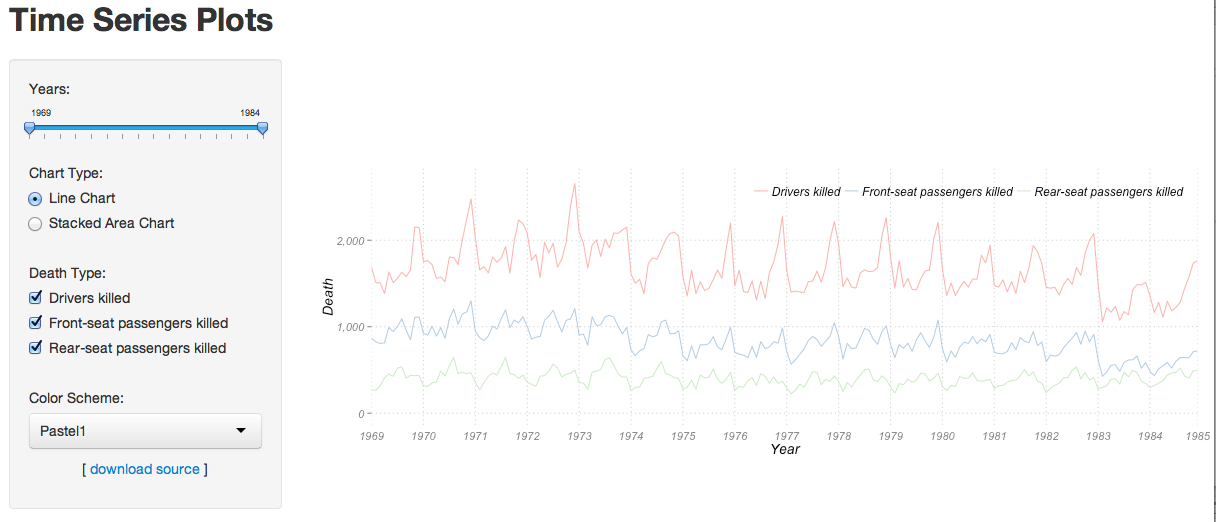 Time Series Plots
Years:
1969 1984
Chart Type:
Line Chart
Stacked Area Chart
Death Type:
Drivers killed
Front-seat passengers killed
Rear-seat passengers killed
Color Scheme:
Pastel1
[ download source ]
Drivers killed Front-seat passengers killed Rear-seat passengers killed
2,000
Death
1,000
0
1969 1970 1971 1972 1973 1974 1975 1976 1977 1978 1979 1980 1981 1982 1983 1984 1985
Year